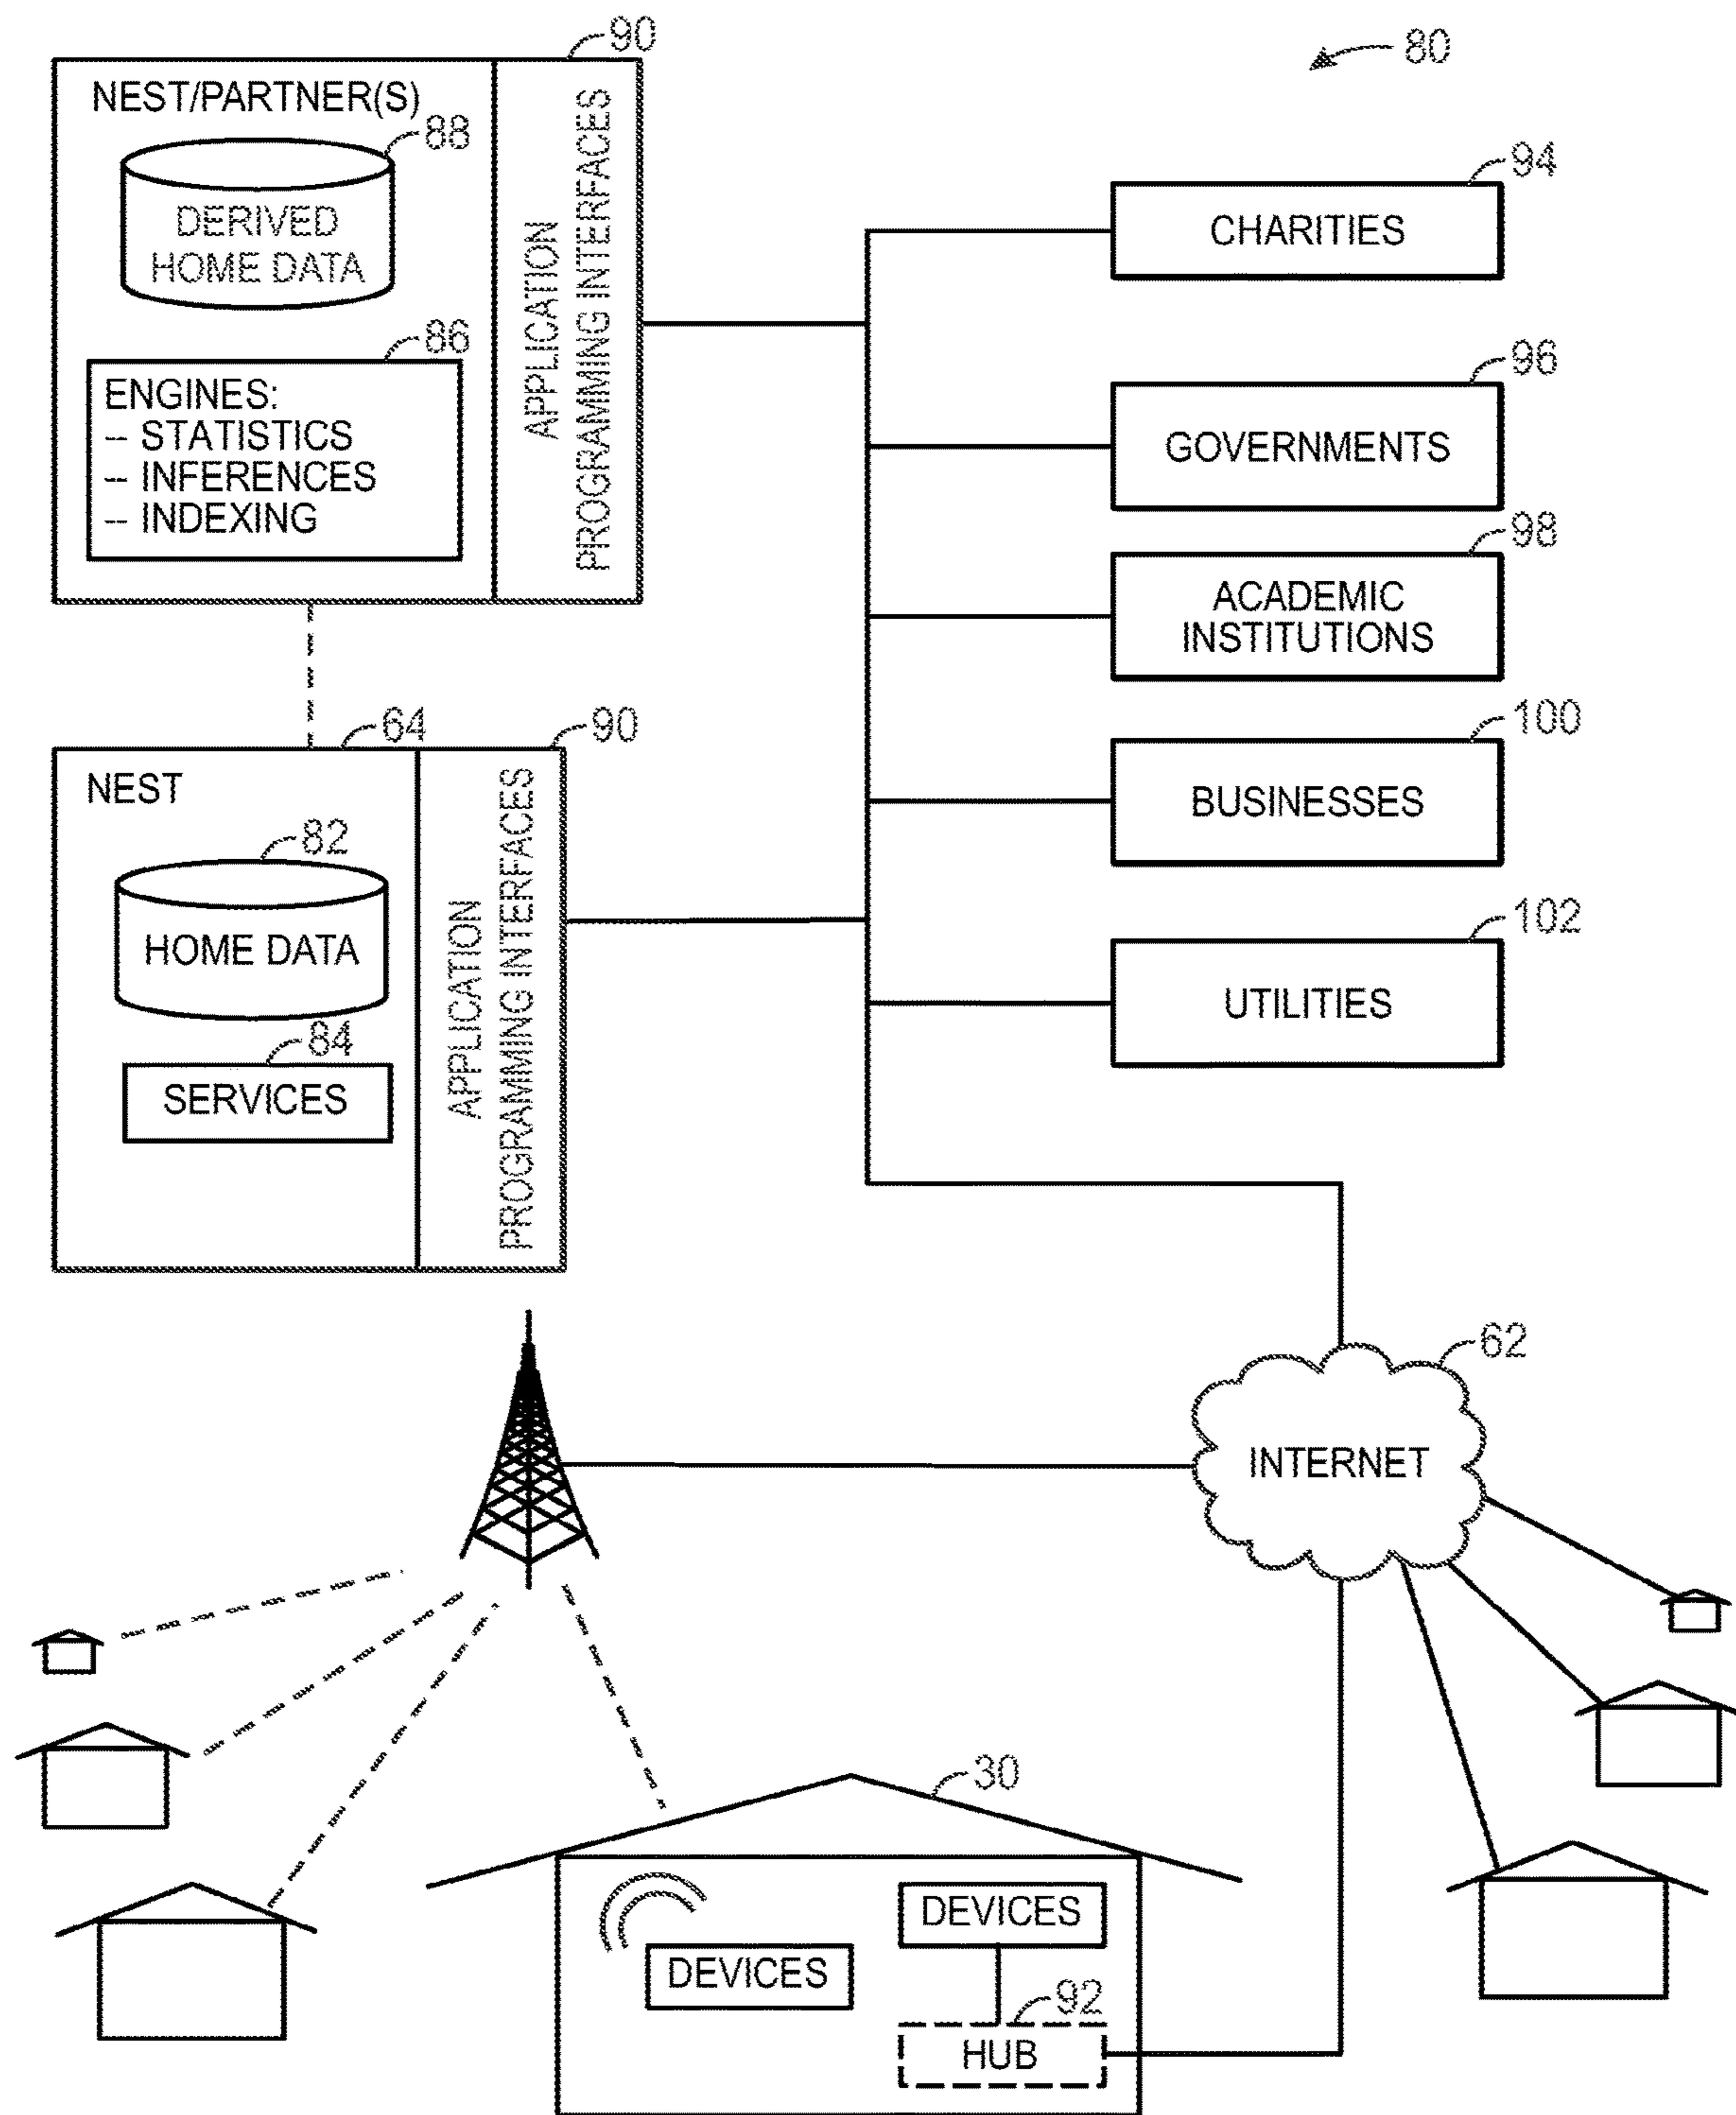 80
90
NEST/PARTNER(S)
88
DERIVED
HOME DATA
86
ENGINES:
-- STATISTICS
-- INFERENCES
-- INDEXING
APPLICATION
PROGRAMMING INTERFACES
94
CHARITIES
96
GOVERNMENTS
98
ACADEMIC
INSTITUTIONS
100
BUSINESSES
102
UTILITIES
64
90
NEST
82
HOME DATA
84
SERVICES
APPLICATION
PROGRAMMING INTERFACES
62
INTERNET
30
DEVICES
DEVICES
92
HUB